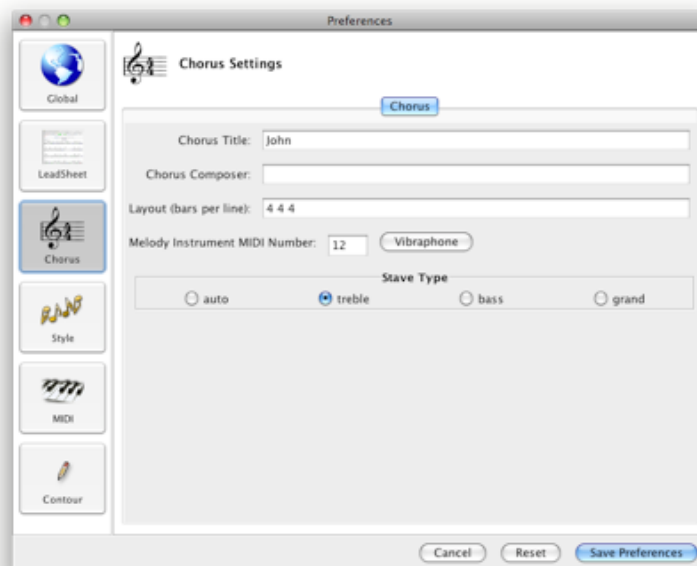 Preferences
Global
LeadSheet
Chorus
Style
MIDI
Contour
Chorus Settings
Chorus
Chorus Title: John
Chorus Composer:
Layout (bars per line): 4 4 4
Melody Instrument MIDI Number: 12 Vibraphone
Stave Type
auto treble bass grand
Cancel Reset Save Preferences